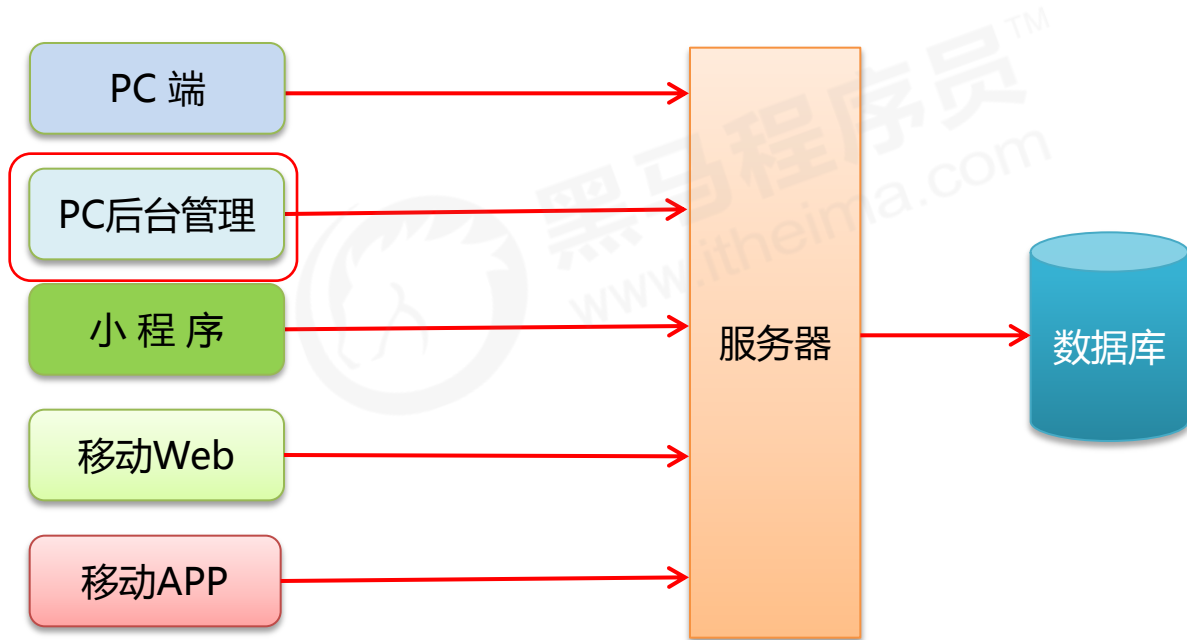 PC 端
PC后台管理
小 程 序
移动Web
移动APP
服务器
数据库
黑马程序员™
www.itheima.com